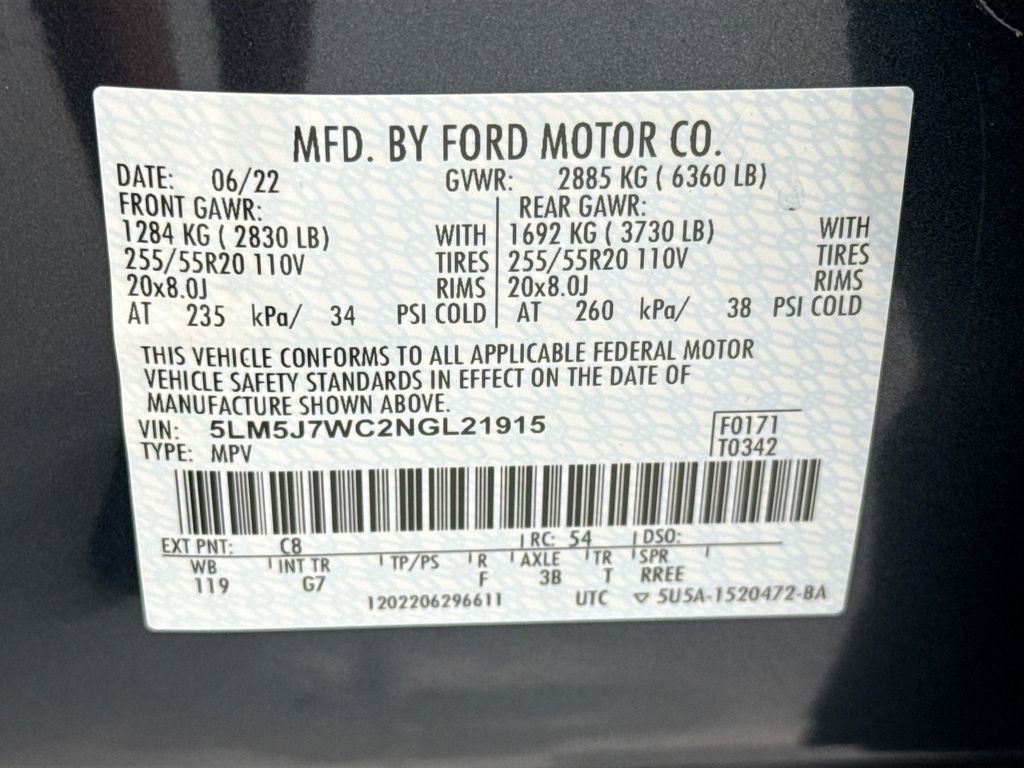 MFD. BY FORD MOTOR CO.
DATE: 06/22 GVWR: 2885 KG ( 6360 LB)
FRONT GAWR: REAR GAWR:
1284 KG ( 2830 LB) WITH 1692 KG ( 3730 LB) WITH
255/55R20 110V TIRES 255/55R20 110V TIRES
20x8.0J RIMS 20x8.0J RIMS
AT 235 kPa/ 34 PSI COLD AT 260 kPa/ 38 PSI COLD
THIS VEHICLE CONFORMS TO ALL APPLICABLE FEDERAL MOTOR
VEHICLE SAFETY STANDARDS IN EFFECT ON THE DATE OF
MANUFACTURE SHOWN ABOVE.
VIN: 5LM5J7WC2NGL21915 F0171
TYPE: MPV T0342
EXT PNT: C8 RC: 54 DSO:
WB INT TR TP/PS R AXLE TR SPR
119 G7 F 3B T RREE
1202206296611 UTC ▽ 5U5A-1520472-BA